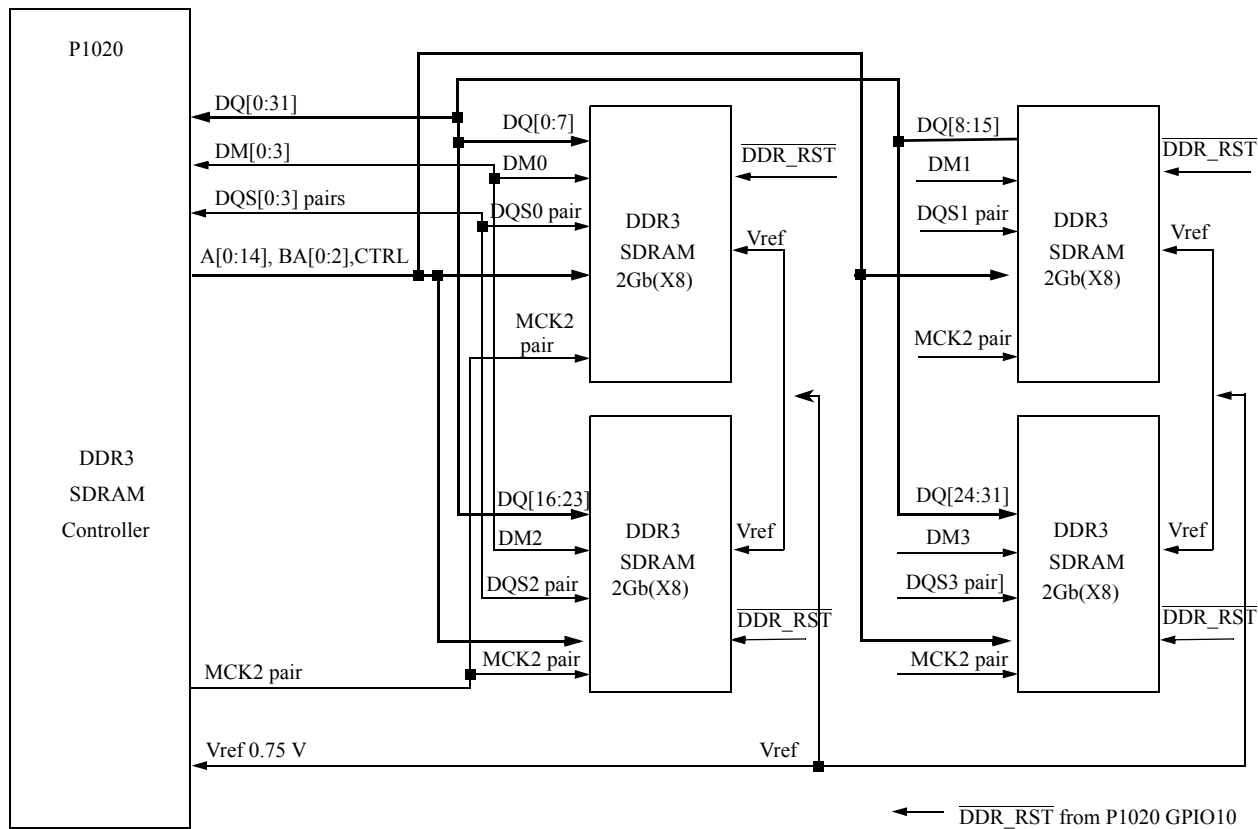 P1020
DQ[0:31]
DM[0:3]
DQS[0:3] pairs
A[0:14], BA[0:2],CTRL
DDR3
SDRAM
Controller
MCK2 pair
Vref 0.75 V
DQ[0:7]
DM0
DQS0 pair
MCK2
pair
DDR3
SDRAM
2Gb(X8)
DDR_RST
Vref
DQ[8:15]
DM1
DQS1 pair
MCK2 pair
DDR3
SDRAM
2Gb(X8)
DDR_RST
Vref
DQ[16:23]
DM2
DQS2 pair
MCK2 pair
DDR3
SDRAM
2Gb(X8)
Vref
DDR_RST
DQ[24:31]
DM3
DQS3 pair]
MCK2 pair
DDR3
SDRAM
2Gb(X8)
Vref
DDR_RST
Vref
DDR_RST from P1020 GPIO10